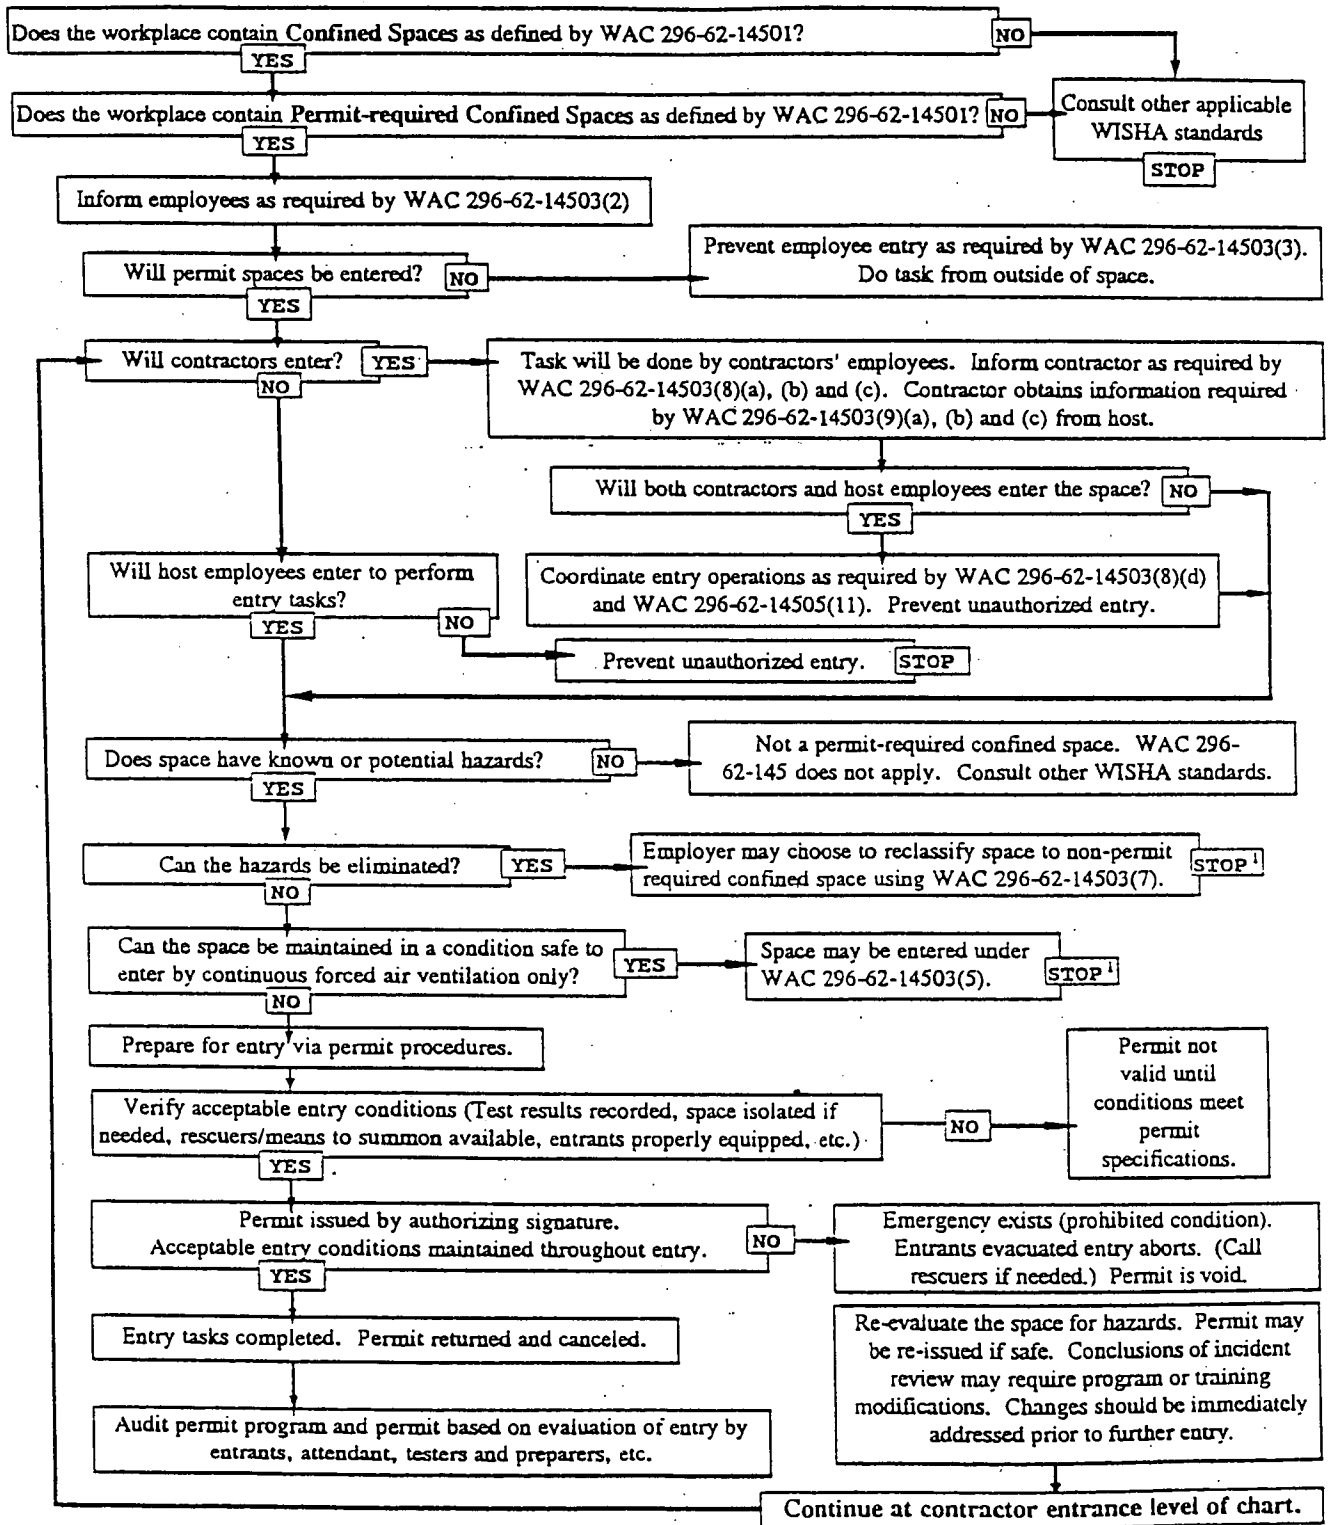 Does the workplace contain Confined Spaces as defined by WAC 296-62-14501?
NO
YES
Does the workplace contain Permit-required Confined Spaces as defined by WAC 296-62-14501?
NO
Consult other applicable
WISHA standards
STOP
YES
Inform employees as required by WAC 296-62-14503(2)
Will permit spaces be entered?
NO
Prevent employee entry as required by WAC 296-62-14503(3).
Do task from outside of space.
YES
Will contractors enter?
YES
Task will be done by contractors' employees. Inform contractor as required by
WAC 296-62-14503(8)(a), (b) and (c). Contractor obtains information required
by WAC 296-62-14503(9)(a), (b) and (c) from host.
NO
Will both contractors and host employees enter the space?
NO
YES
Will host employees enter to perform
entry tasks?
Coordinate entry operations as required by WAC 296-62-14503(8)(d)
and WAC 296-62-14505(11). Prevent unauthorized entry.
YES
NO
Prevent unauthorized entry.
STOP
Does space have known or potential hazards?
NO
Not a permit-required confined space. WAC 296-
62-145 does not apply. Consult other WISHA standards.
YES
Can the hazards be eliminated?
YES
Employer may choose to reclassify space to non-permit
required confined space using WAC 296-62-14503(7).
STOP¹
NO
Can the space be maintained in a condition safe to
enter by continuous forced air ventilation only?
YES
Space may be entered under
WAC 296-62-14503(5).
STOP¹
NO
Prepare for entry via permit procedures.
Verify acceptable entry conditions (Test results recorded, space isolated if
needed, rescuers/means to summon available, entrants properly equipped, etc.)
NO
Permit not
valid until
conditions meet
permit
specifications.
YES
Permit issued by authorizing signature.
Acceptable entry conditions maintained throughout entry.
NO
Emergency exists (prohibited condition).
Entrants evacuated entry aborts. (Call
rescuers if needed.) Permit is void.
YES
Entry tasks completed. Permit returned and canceled.
Re-evaluate the space for hazards. Permit may
be re-issued if safe. Conclusions of incident
review may require program or training
modifications. Changes should be immediately
addressed prior to further entry.
Audit permit program and permit based on evaluation of entry by
entrants, attendant, testers and preparers, etc.
Continue at contractor entrance level of chart.